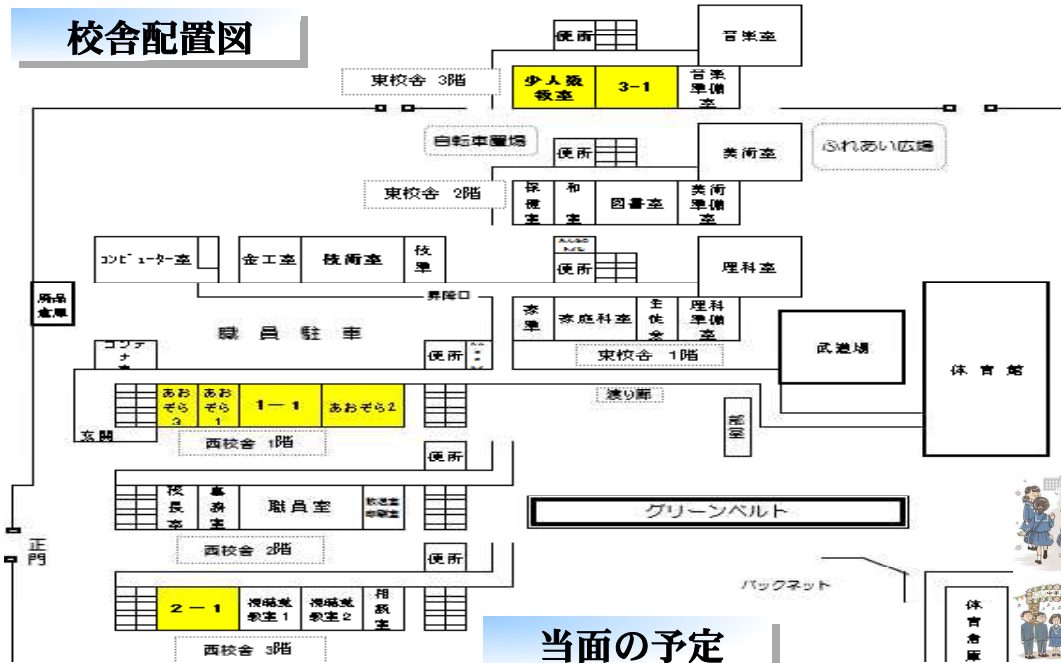 校舎配置図
便所
音楽室
東校舎 3階
少人数
教室
3-1
音楽
準備
室
自転車置場
便所
美術室
ふれあい広場
東校舎 2階
保健室
和室
図書室
美術
準備
室
コンピューター室
金工室
技術室
技準
便所
理科室
昇降口
廃品
倉庫
職員駐車
家準
家庭科室
生徒会
理科
準備
室
武道場
体育館
便所
東校舎 1階
あお
ぞら
3
あお
ぞら
1
1－1
あおぞら2
渡り廊
部室
玄関
西校舎 1階
便所
校長室
事務室
職員室
放送室
印刷室
グリーンベルト
正門
西校舎 2階
便所
バックネット
2－1
視聴覚
教室1
視聴覚
教室2
相談室
体育倉庫
西校舎 3階
当面の予定